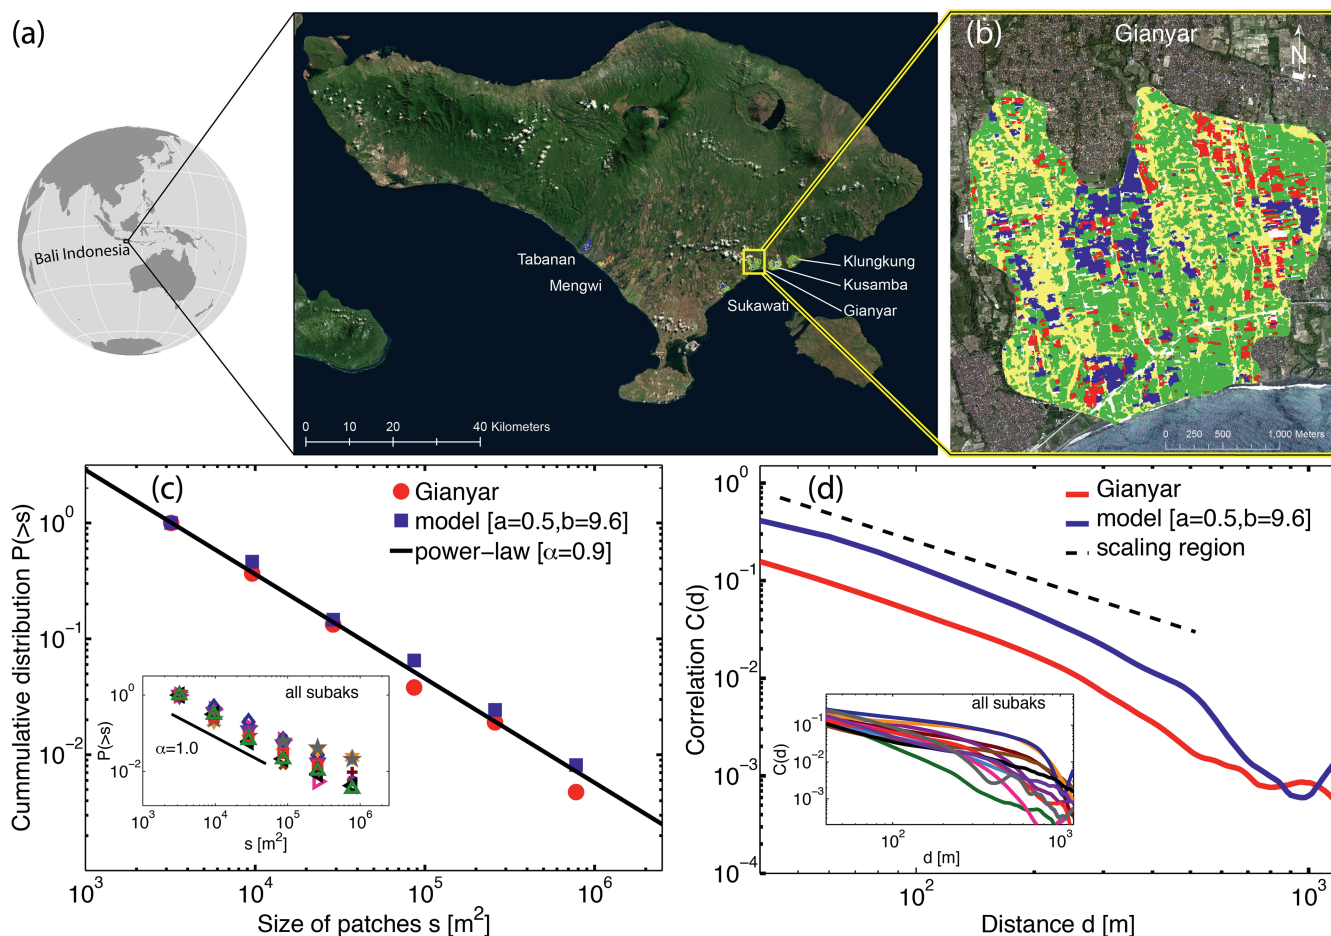 (a)
Bali Indonesia
Tabanan
Mengwi
Klungkung
Kusamba
Gianyar
Sukawati
0 10 20 40 Kilometers
(b)
Gianyar
N
0 250 500 1,000 Meters
(c)
Gianyar
model [a=0.5,b=9.6]
power-law [α=0.9]
Cummulative distribution P(>s)
10^0
10^-1
10^-2
10^3 10^4 10^5 10^6
Size of patches s [m^2]
all subaks
P(>s)
10^0
10^-2
α=1.0
10^3 10^4 10^5 10^6
s [m^2]
(d)
Gianyar
model [a=0.5,b=9.6]
scaling region
Correlation C(d)
10^0
10^-1
10^-2
10^-3
10^-4
10^2 10^3
Distance d [m]
all subaks
C(d)
10^-1
10^-2
10^-3
10^2 10^3
d [m]